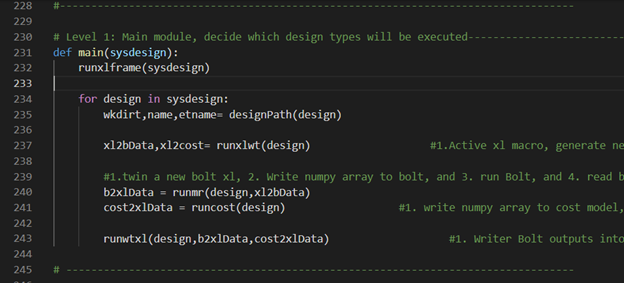 228 #-----------------------------------------------------------------------------
229
230 # Level 1: Main module, decide which design types will be executed------------------------
231 def main(sysdesign):
232 runxlframe(sysdesign)
233
234 for design in sysdesign:
235 wkdirt,name,etname= designPath(design)
236
237 xl2bData,xl2cost= runxlwt(design) #1.Active xl macro, generate ne
238
239 #1.twin a new bolt xl, 2. Write numpy array to bolt, and 3. run Bolt, and 4. read b
240 b2xlData = runmr(design,xl2bData)
241 cost2xlData = runcost(design) #1. write numpy array to cost model,
242
243 runwtxl(design,b2xlData,cost2xlData) #1. Writer Bolt outputs into
244
245 # ----------------------------------------------------------------------------